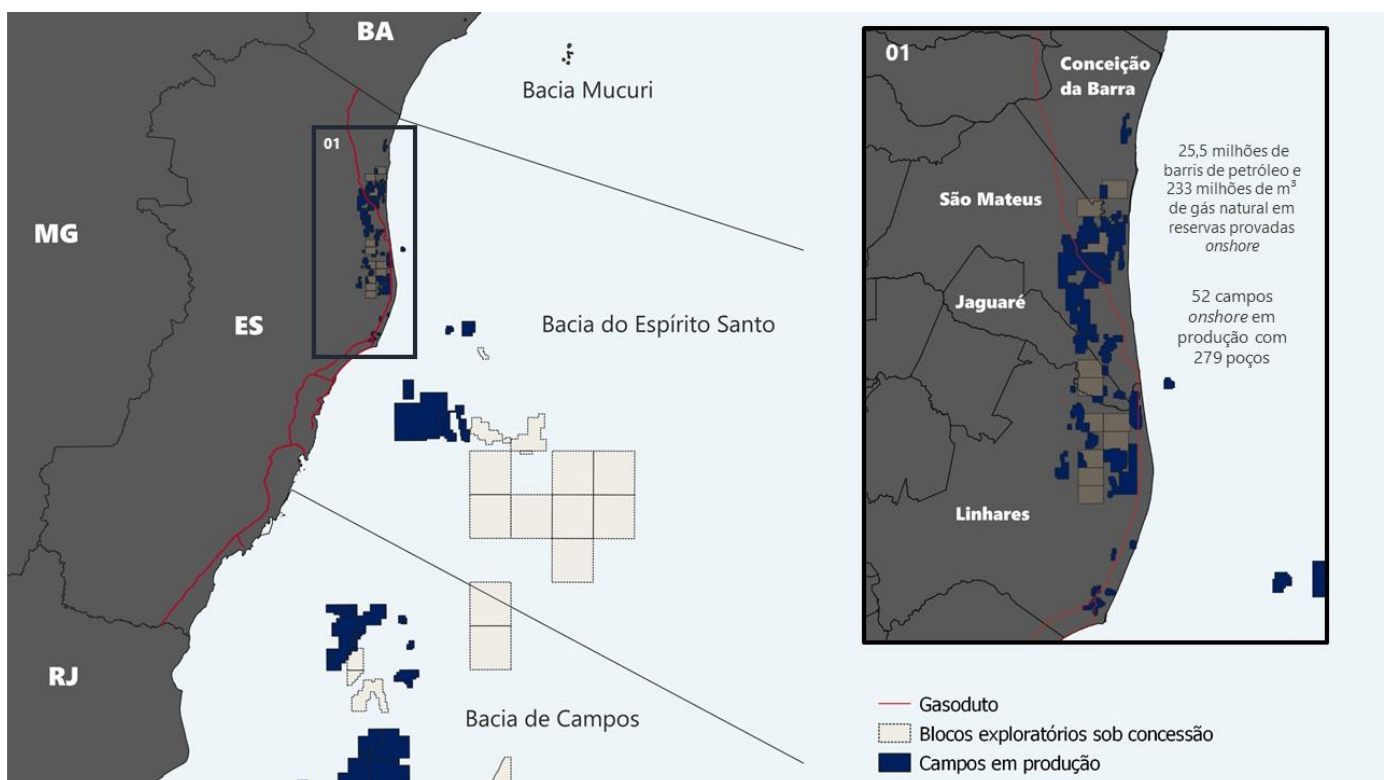 BA
Bacia Mucuri
01
MG
ES
Bacia do Espírito Santo
RJ
Bacia de Campos
01
Conceição
da Barra
São Mateus
Jaguaré
Linhares
25,5 milhões de
barris de petróleo e
233 milhões de m³
de gás natural em
reservas provadas
onshore
52 campos
onshore em
produção com
279 poços
Gasoduto
Blocos exploratórios sob concessão
Campos em produção